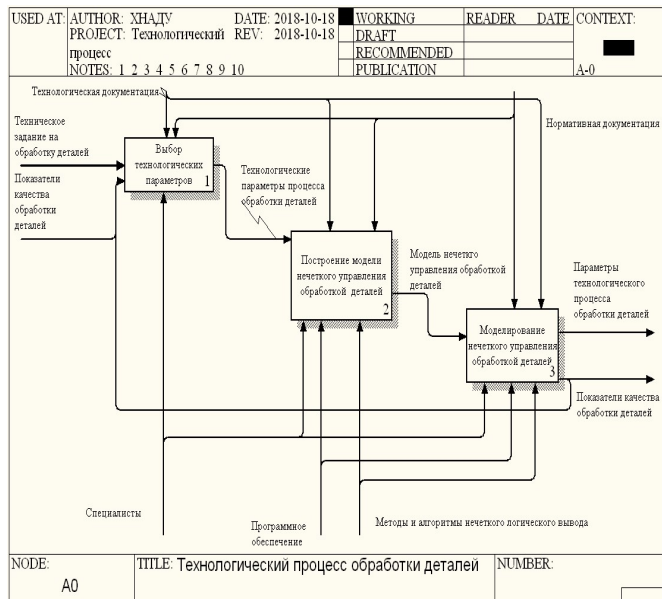 USED AT: AUTHOR: ХНАДУ DATE: 2018-10-18 WORKING READER DATE CONTEXT:
PROJECT: Технологический REV: 2018-10-18 DRAFT
процесс RECOMMENDED
NOTES: 1 2 3 4 5 6 7 8 9 10 PUBLICATION A-0
Технологическая документация
Техническое
задание на
обработку деталей
Нормативная документация
Выбор
технологических
параметров 1
Показатели
качества
обработки
деталей
Технологические
параметры процесса
обработки деталей
Построение модели
нечеткого управления
обработкой деталей
2
Модель нечеткго
управления обработкой
деталей
Параметры
технологического
процесса
обработки деталей
Моделирование
нечеткого управления
обработкой деталей
3
Показатели качества
обработки деталей
Специалисты
Программное
обеспечение
Методы и алгоритмы нечеткого логического вывода
NODE: TITLE: Технологический процесс обработки деталей NUMBER:
A0